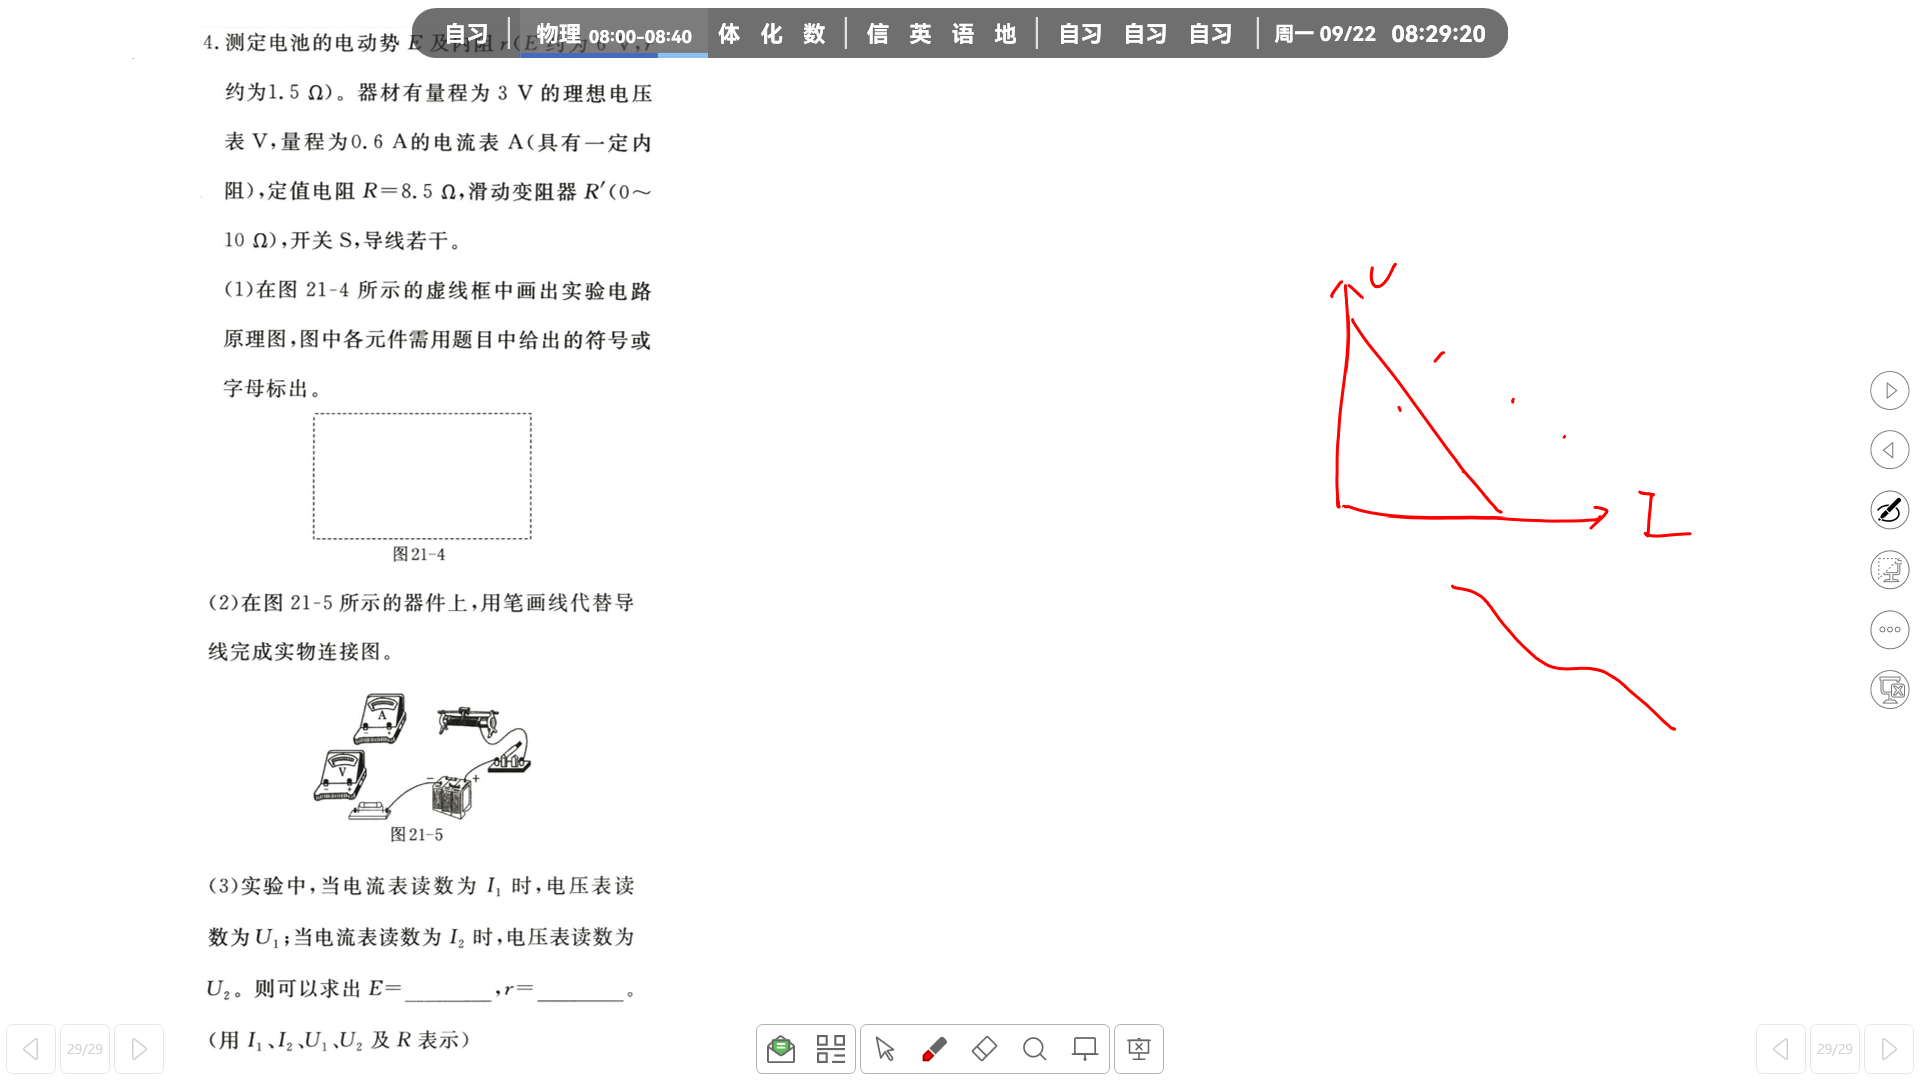 自习 物理 08:00-08:40 体 化 数 信 英 语 地 自习 自习 自习 周一 09/22 08:29:20
4.测定电池的电动势 E 及内阻 r(E 约为 6 V,r
约为1.5 Ω)。器材有量程为 3 V 的理想电压
表 V,量程为0.6 A的电流表 A(具有一定内
阻),定值电阻 R=8.5 Ω,滑动变阻器 R′(0~
10 Ω),开关 S,导线若干。
(1)在图 21-4 所示的虚线框中画出实验电路
原理图,图中各元件需用题目中给出的符号或
字母标出。
图21-4
(2)在图 21-5 所示的器件上,用笔画线代替导
线完成实物连接图。
A
V
- +
图21-5
(3)实验中,当电流表读数为 I₁ 时,电压表读
数为 U₁;当电流表读数为 I₂ 时,电压表读数为
U₂。则可以求出 E=________,r=________。
(用 I₁、I₂、U₁、U₂ 及 R 表示)
U
I
29/29
29/29